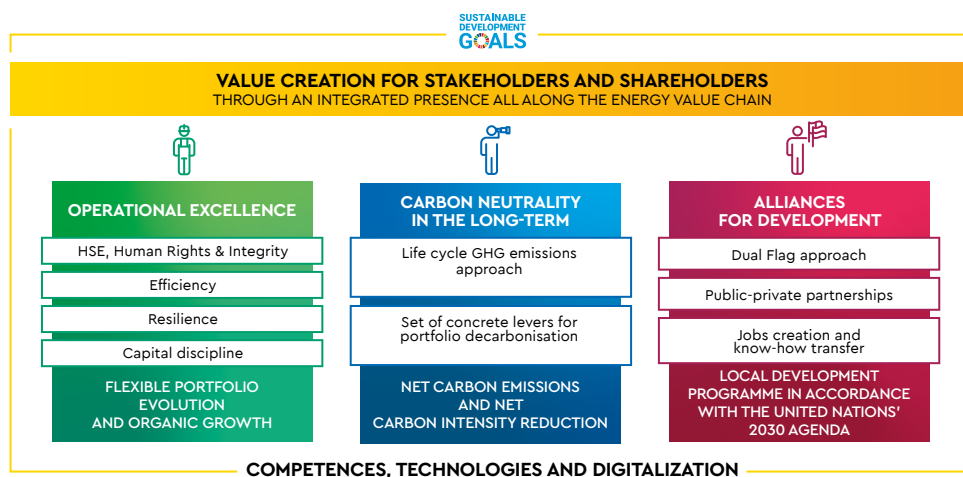 SUSTAINABLE
DEVELOPMENT
GOALS
VALUE CREATION FOR STAKEHOLDERS AND SHAREHOLDERS
THROUGH AN INTEGRATED PRESENCE ALL ALONG THE ENERGY VALUE CHAIN
OPERATIONAL EXCELLENCE
HSE, Human Rights & Integrity
Efficiency
Resilience
Capital discipline
FLEXIBLE PORTFOLIO
EVOLUTION
AND ORGANIC GROWTH
CARBON NEUTRALITY
IN THE LONG-TERM
Life cycle GHG emissions
approach
Set of concrete levers for
portfolio decarbonisation
NET CARBON EMISSIONS
AND NET
CARBON INTENSITY REDUCTION
ALLIANCES
FOR DEVELOPMENT
Dual Flag approach
Public-private partnerships
Jobs creation and
know-how transfer
LOCAL DEVELOPMENT
PROGRAMME IN ACCORDANCE
WITH THE UNITED NATIONS'
2030 AGENDA
COMPETENCES, TECHNOLOGIES AND DIGITALIZATION